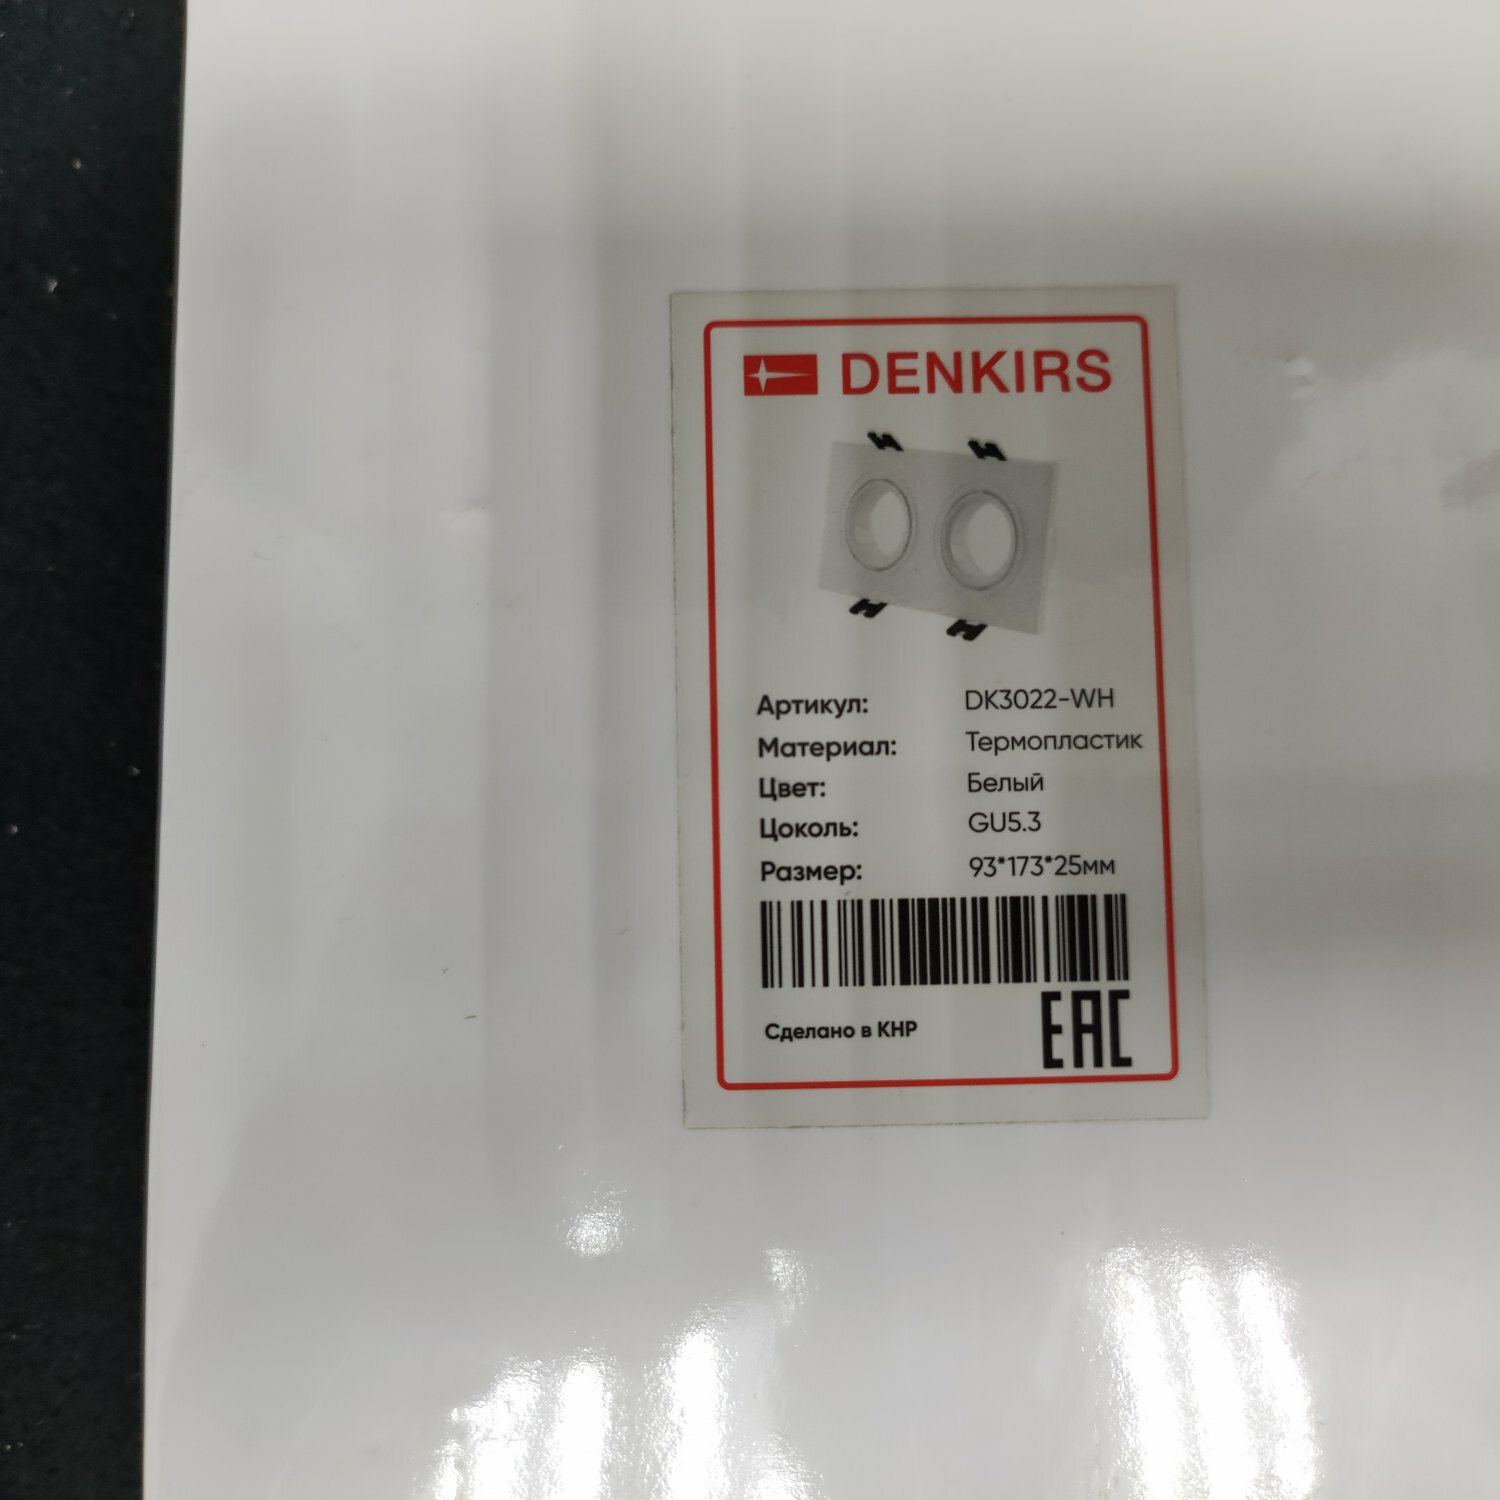 DENKIRS
Артикул: DK3022-WH
Материал: Термопластик
Цвет: Белый
Цоколь: GU5.3
Размер: 93*173*25мм
Сделано в КНР
EAC